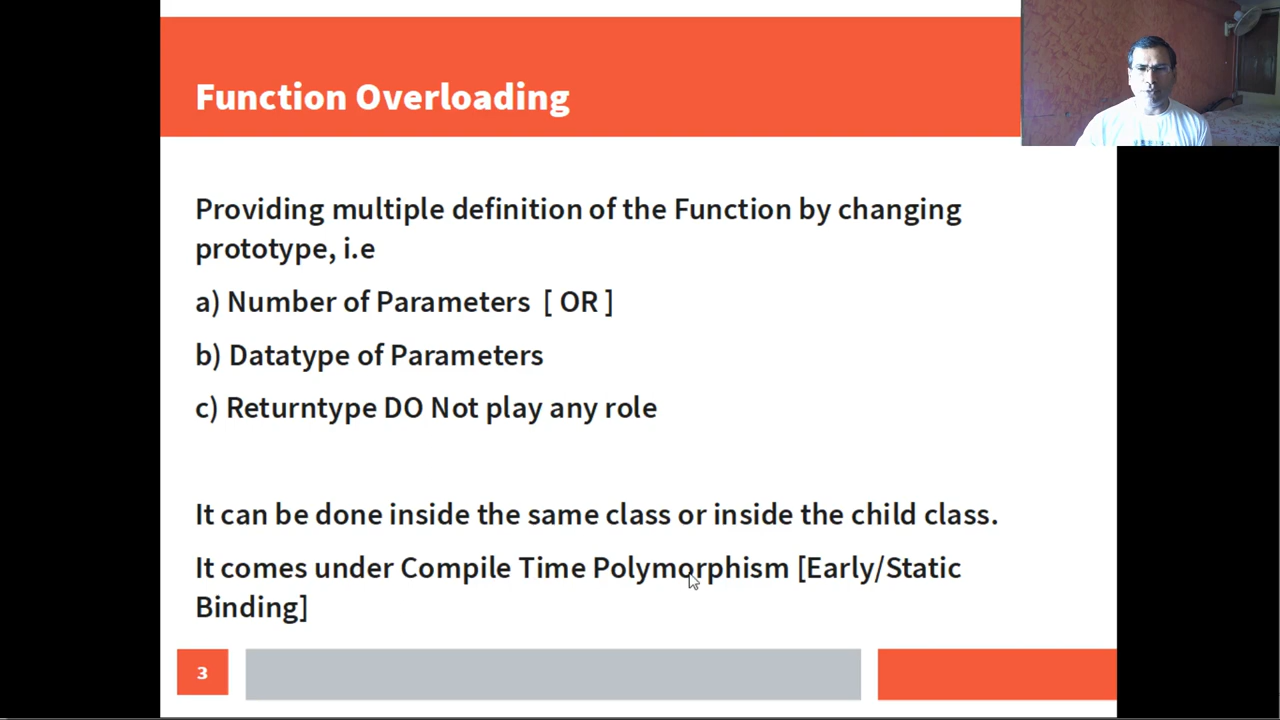 Function Overloading
Providing multiple definition of the Function by changing
prototype, i.e
a) Number of Parameters [ OR ]
b) Datatype of Parameters
c) Returntype DO Not play any role
It can be done inside the same class or inside the child class.
It comes under Compile Time Polymorphism [Early/Static
Binding]
3